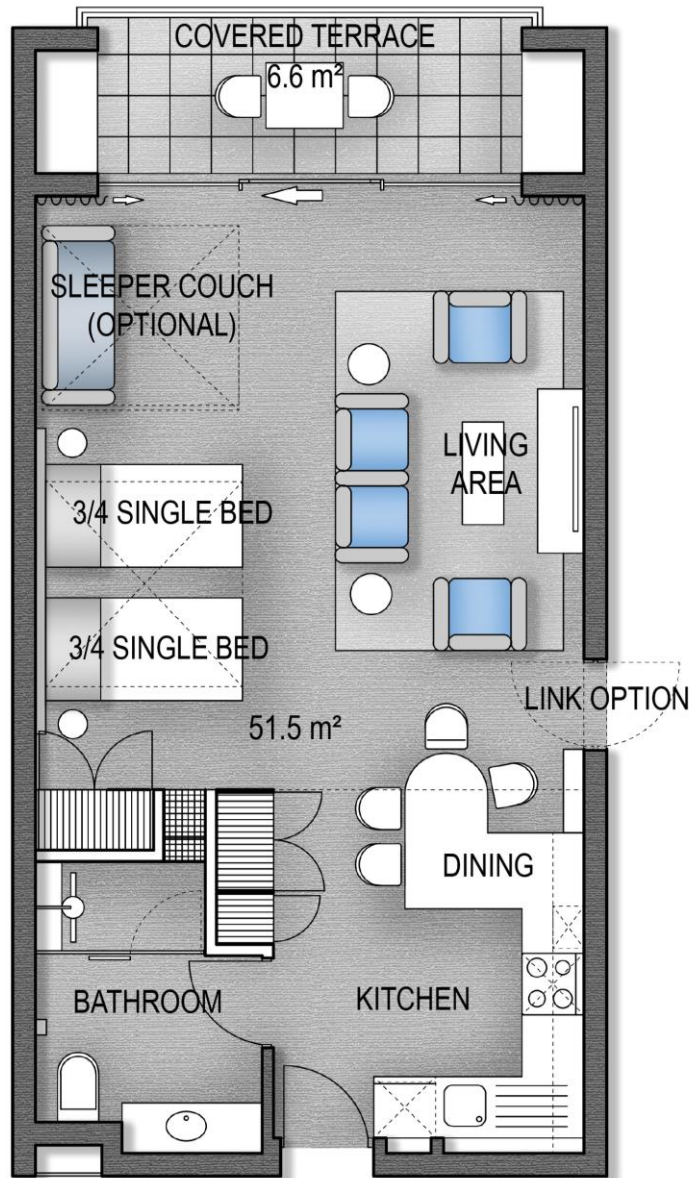 COVERED TERRACE
6.6 m²
SLEEPER COUCH
(OPTIONAL)
LIVING
AREA
3/4 SINGLE BED
3/4 SINGLE BED
LINK OPTION
51.5 m²
DINING
BATHROOM
KITCHEN